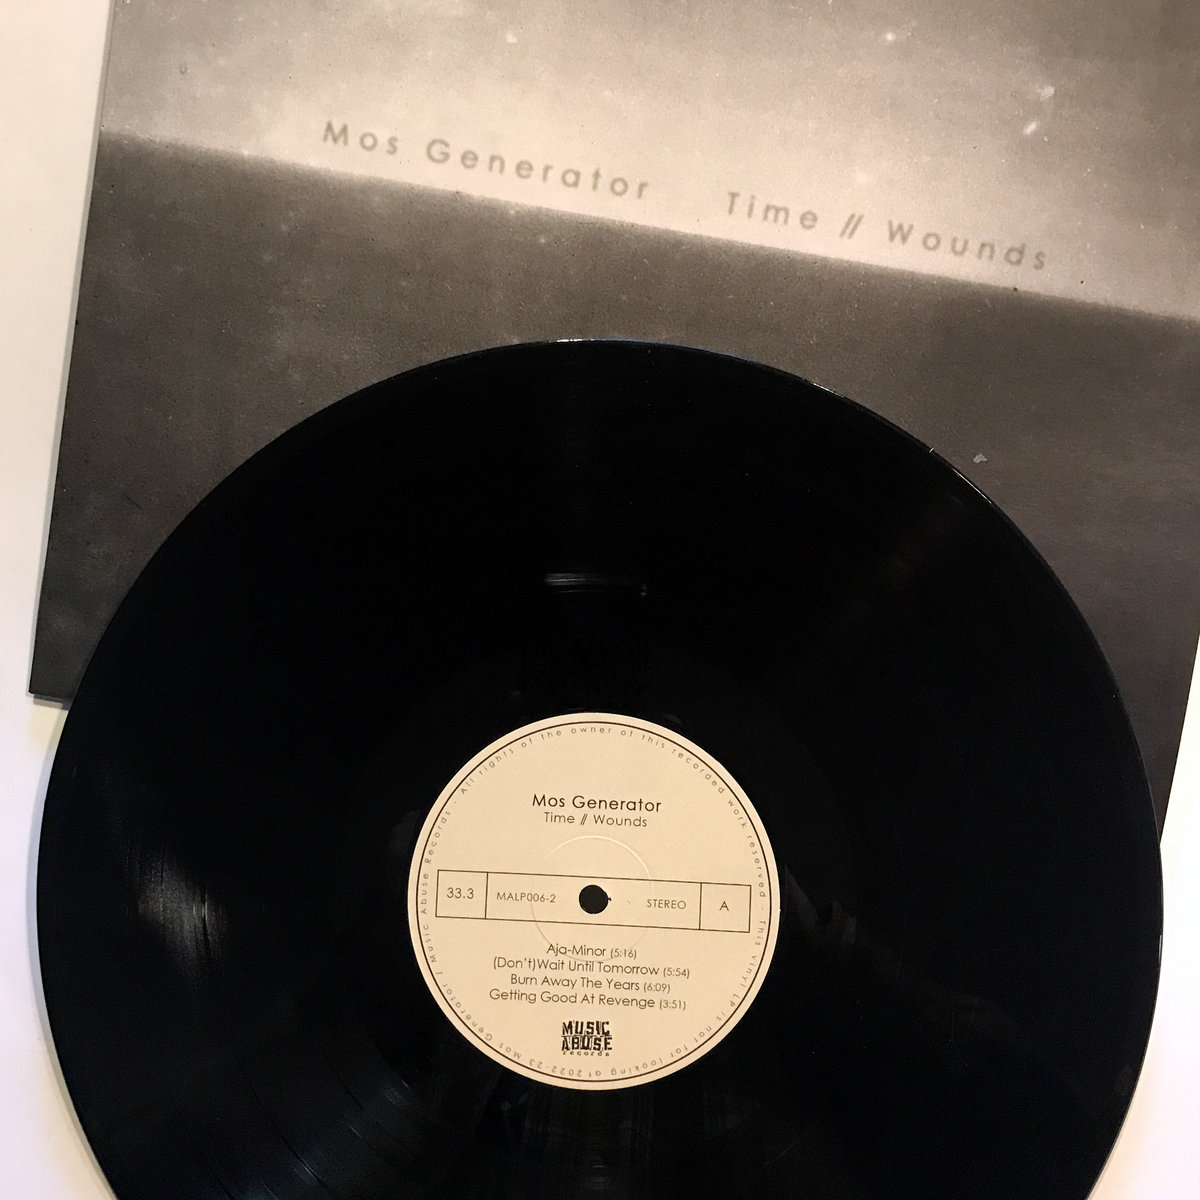 Mos Generator Time // Wounds
All rights of the owner of this recorded work reserved · This vinyl LP is not for looking at 2022-23 Mos Generator / Music Abuse Records ·
Mos Generator
Time // Wounds
33.3 MALP006-2 STEREO A
Aja-Minor (5:16)
(Don't)Wait Until Tomorrow (5:54)
Burn Away The Years (6:09)
Getting Good At Revenge (3:51)
MUSIC
ABUSE
records